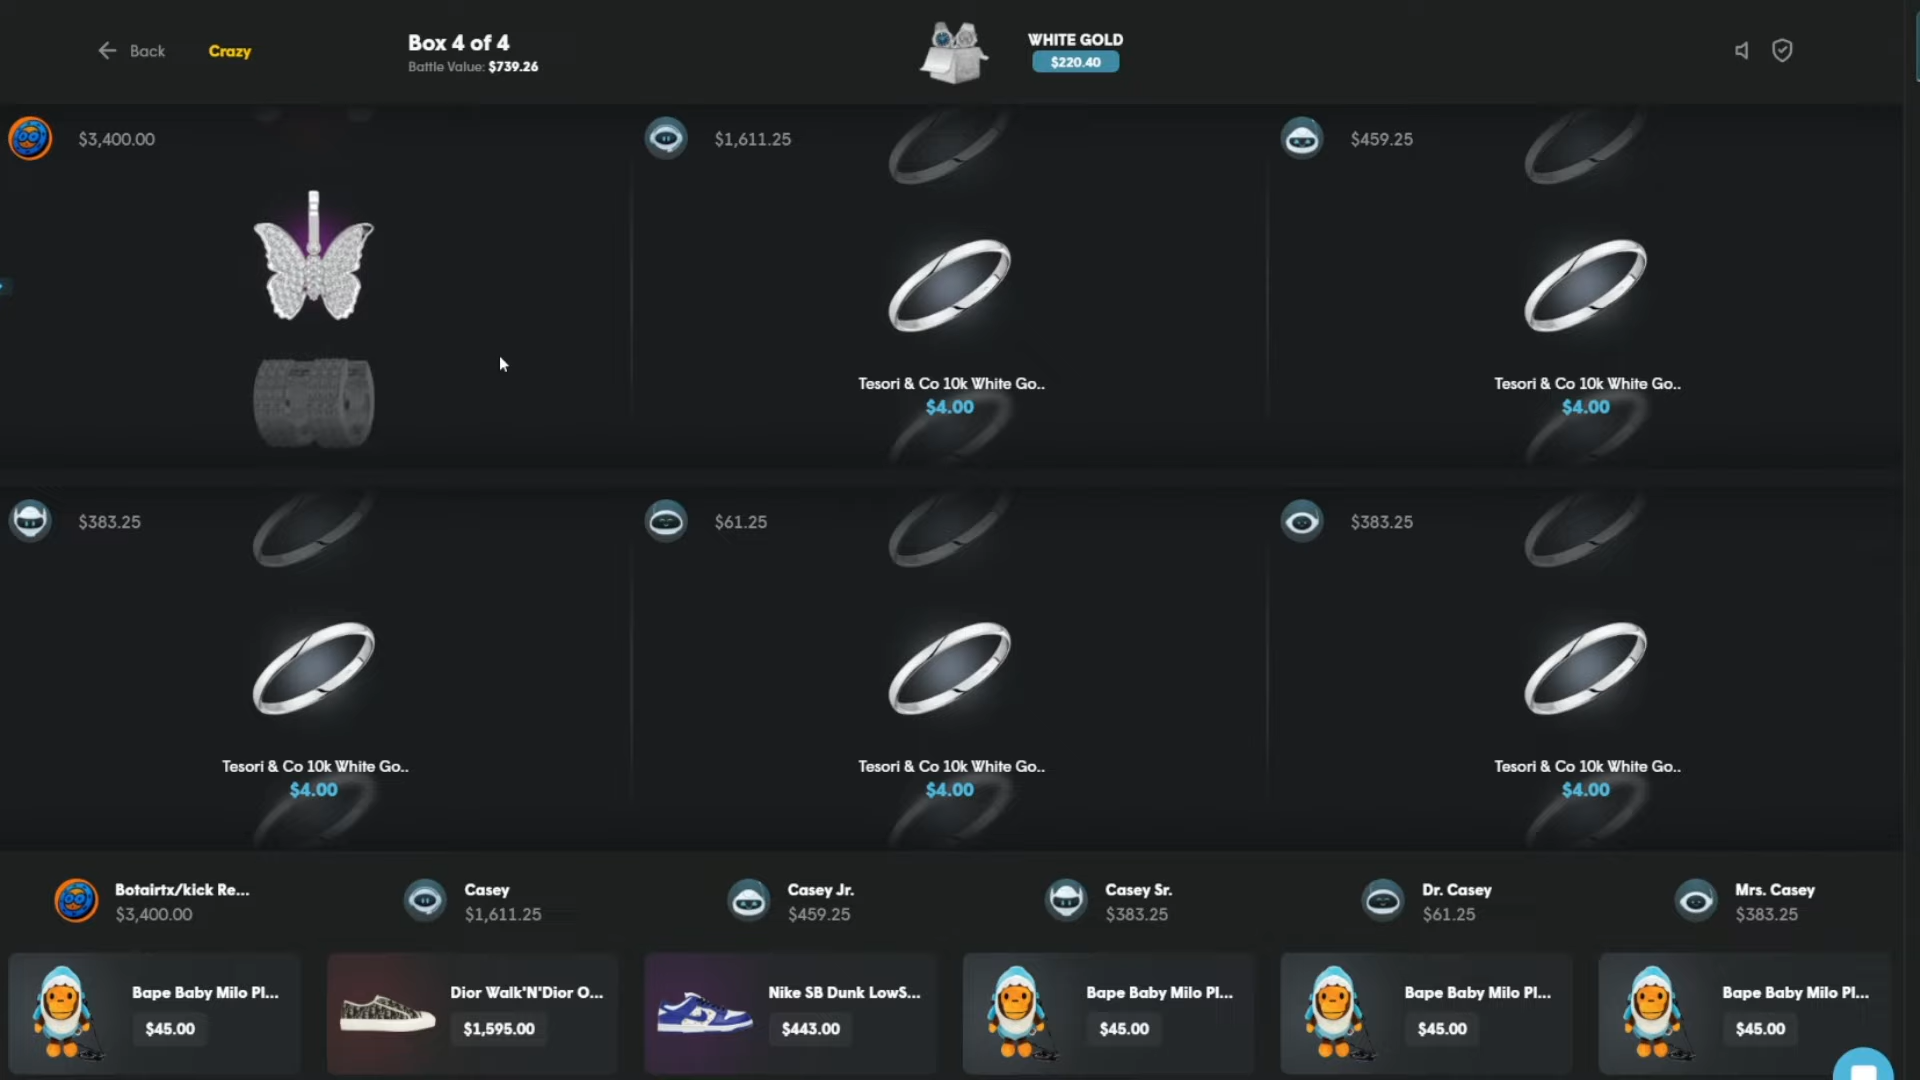 Back
Crazy
Box 4 of 4
Battle Value: $739.26
WHITE GOLD
$220.40
$3,400.00
$1,611.25
Tesori & Co 10k White Go..
$4.00
$459.25
Tesori & Co 10k White Go..
$4.00
$383.25
Tesori & Co 10k White Go..
$4.00
$61.25
Tesori & Co 10k White Go..
$4.00
$383.25
Tesori & Co 10k White Go..
$4.00
Botairtx/kick Re...
$3,400.00
Casey
$1,611.25
Casey Jr.
$459.25
Casey Sr.
$383.25
Dr. Casey
$61.25
Mrs. Casey
$383.25
Bape Baby Milo Pl...
$45.00
Dior Walk'N'Dior O...
$1,595.00
Nike SB Dunk LowS...
$443.00
Bape Baby Milo Pl...
$45.00
Bape Baby Milo Pl...
$45.00
Bape Baby Milo Pl...
$45.00